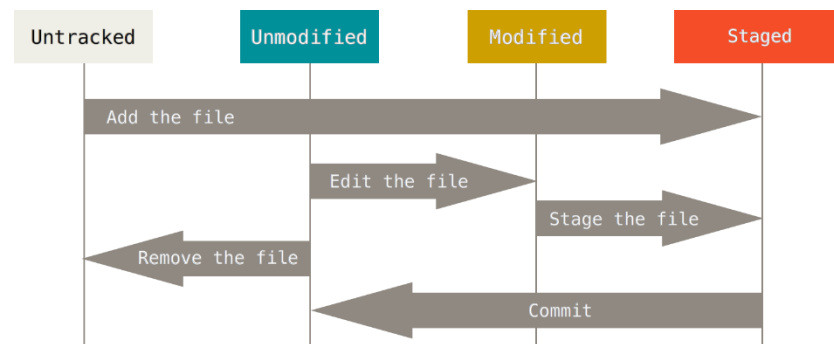 Untracked
Unmodified
Modified
Staged
Add the file
Edit the file
Stage the file
Remove the file
Commit